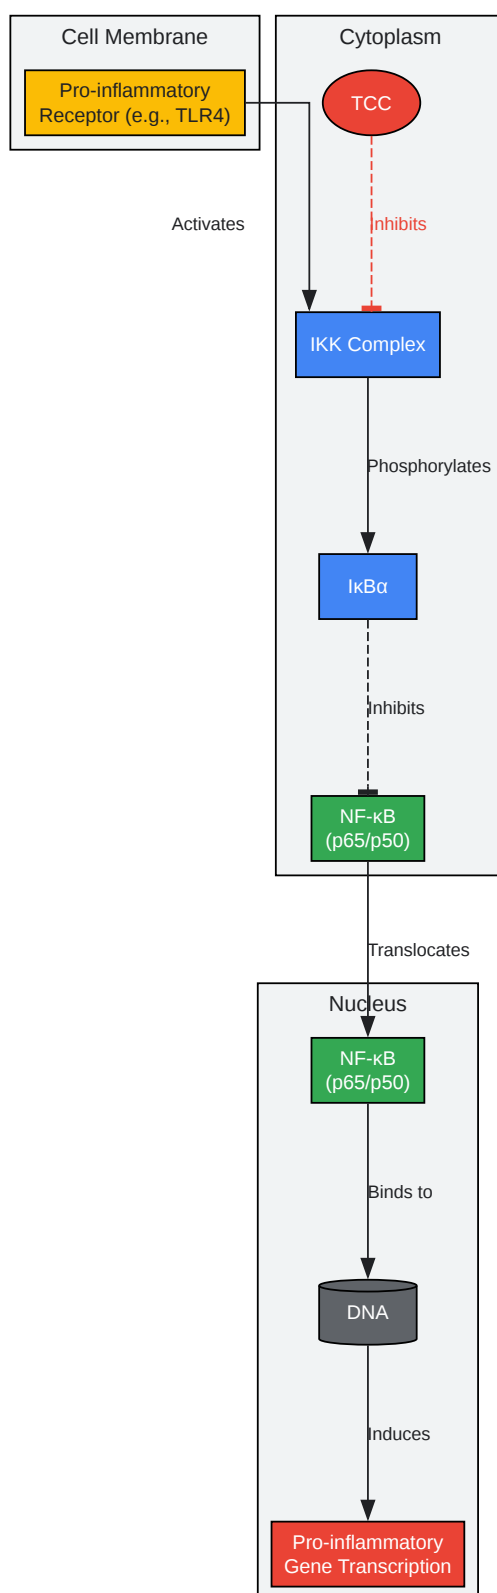 Cell Membrane
Pro-inflammatory
Receptor (e.g., TLR4)
Cytoplasm
TCC
Activates
Inhibits
IKK Complex
Phosphorylates
IκBα
Inhibits
NF-κB
(p65/p50)
Translocates
Nucleus
NF-κB
(p65/p50)
Binds to
DNA
Induces
Pro-inflammatory
Gene Transcription